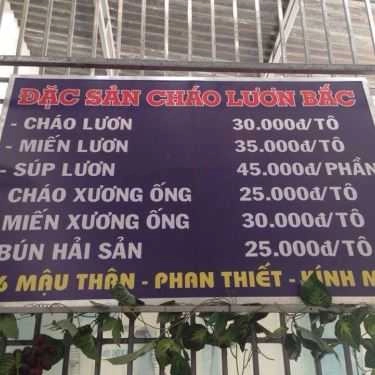 ĐẶC SẢN CHÁO LƯƠN BẮC
- CHÁO LƯƠN 30.000đ/TÔ
- MIẾN LƯƠN 35.000đ/TÔ
- SÚP LƯƠN 45.000đ/PHẦN
CHÁO XƯƠNG ỐNG 25.000đ/TÔ
MIẾN XƯƠNG ỐNG 30.000đ/TÔ
BÚN HẢI SẢN 25.000đ/TÔ
6 MẬU THÂN - PHAN THIẾT - KÍNH M